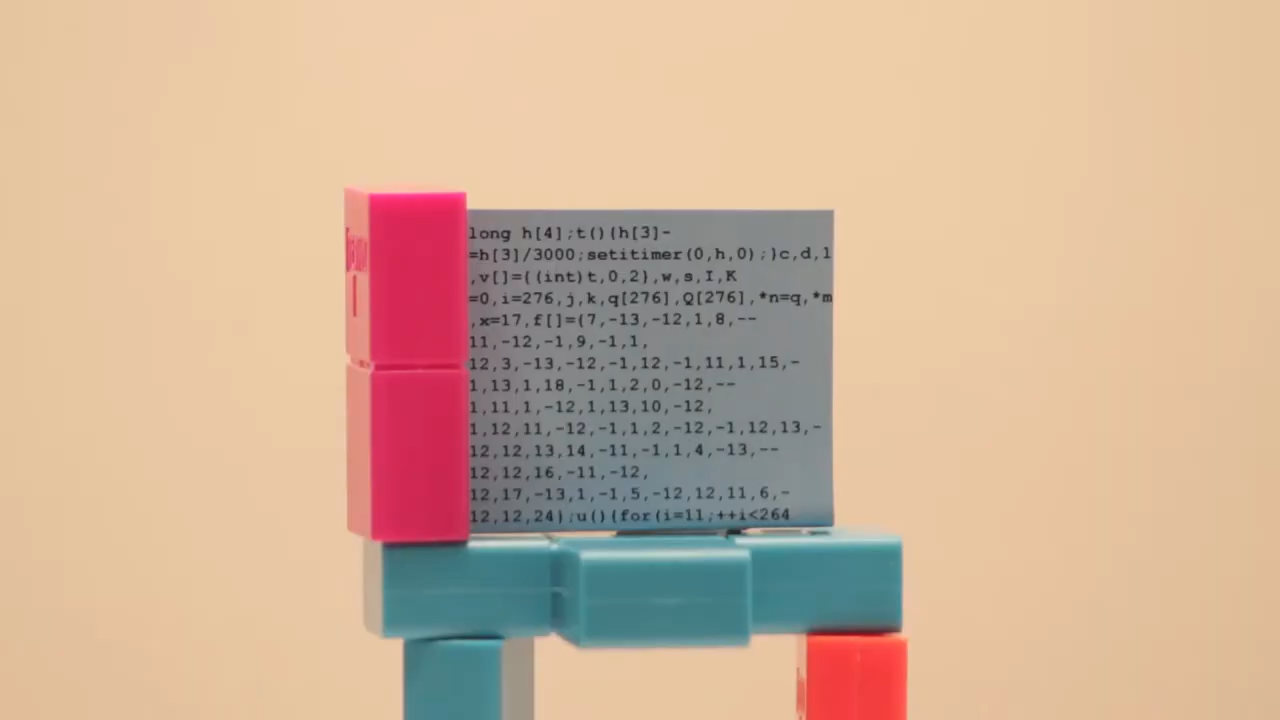 long h[4];t(){h[3]-
=h[3]/3000;setitimer(0,h,0);}c,d,l
,v[]={(int)t,0,2},w,s,I,K
=0,i=276,j,k,q[276],Q[276],*n=q,*m
,x=17,f[]={7,-13,-12,1,8,--
11,-12,-1,9,-1,1,
12,3,-13,-12,-1,12,-1,11,1,15,-
1,13,1,18,-1,1,2,0,-12,--
1,11,1,-12,1,13,10,-12,
1,12,11,-12,-1,1,2,-12,-1,12,13,-
12,12,13,14,-11,-1,1,4,-13,--
12,12,16,-11,-12,
12,17,-13,1,-1,5,-12,12,11,6,-
12,12,24};u(){for(i=11;++i<264